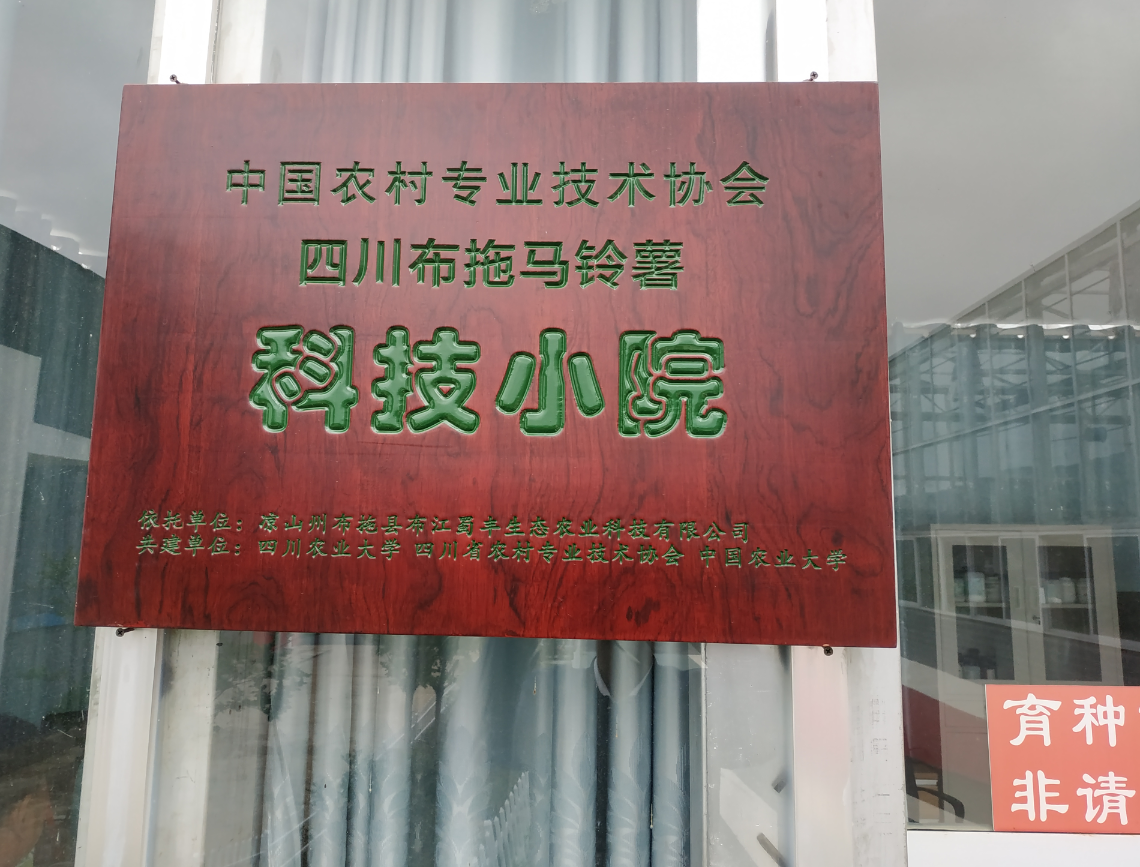 中国农村专业技术协会
四川布拖马铃薯
科技小院
依托单位：凉山州布拖县布江蜀丰生态农业科技有限公司
共建单位：四川农业大学 四川省农村专业技术协会 中国农业大学
育种
非请